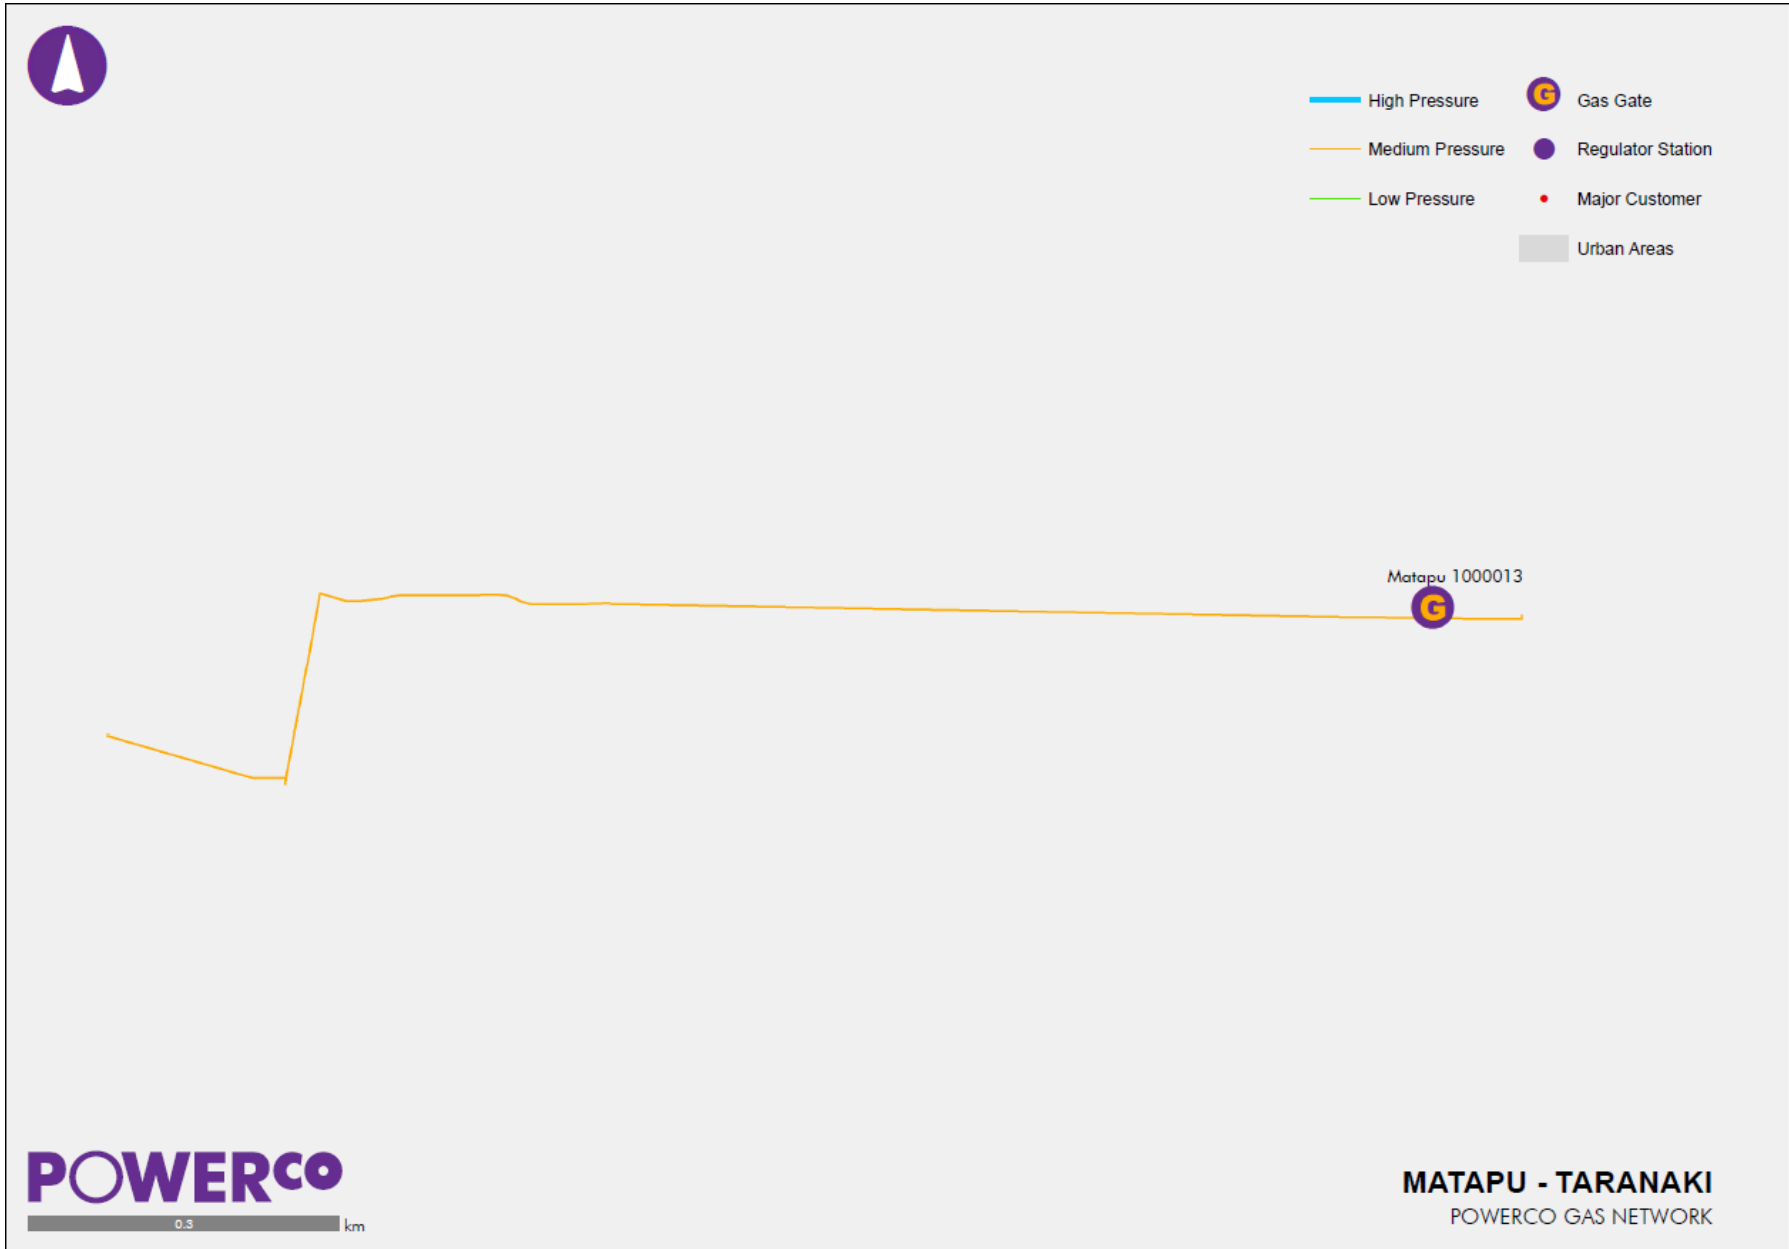 High Pressure
G Gas Gate
Medium Pressure
Regulator Station
Low Pressure
Major Customer
Urban Areas
Matapu 1000013
G
POWERCO
0.3 km
MATAPU - TARANAKI
POWERCO GAS NETWORK